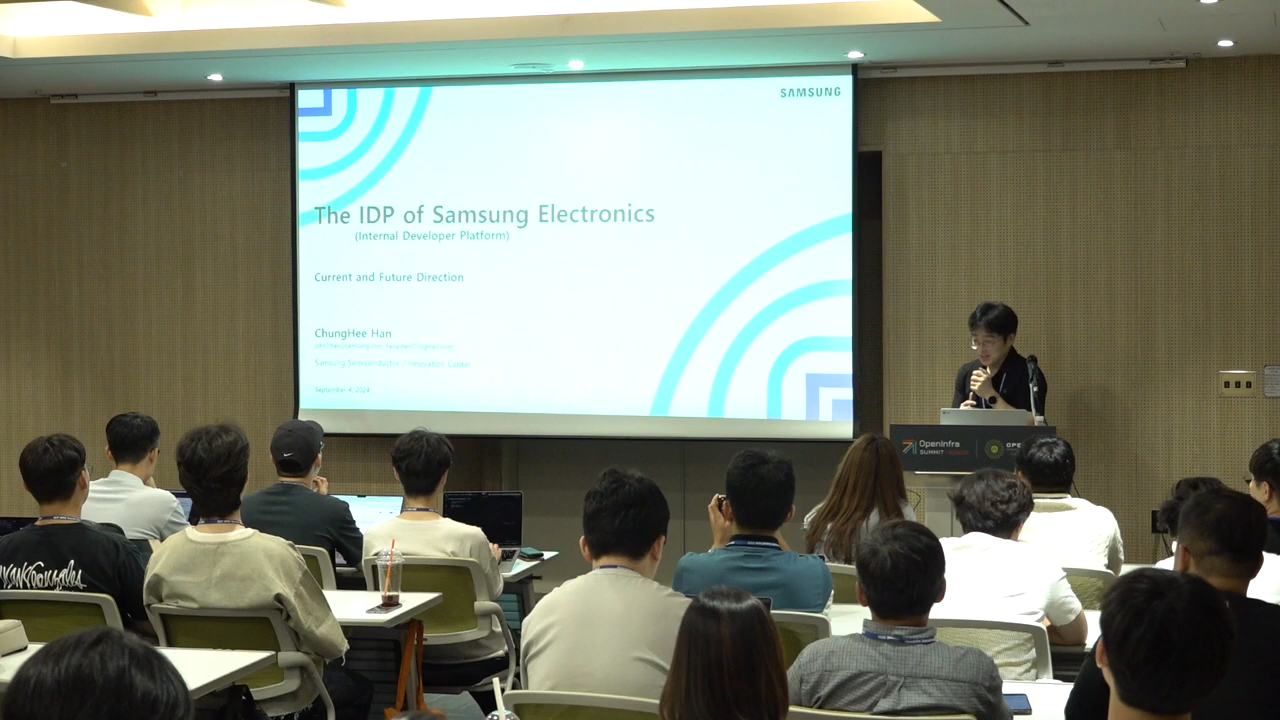 SAMSUNG
The IDP of Samsung Electronics
(Internal Developer Platform)
Current and Future Direction
ChungHee Han
Samsung Semiconductor / Innovation Center
September 4, 2024
OpenInfra
SUMMIT